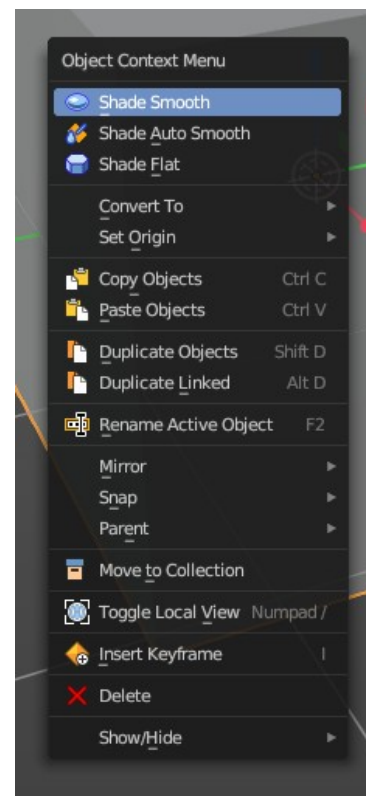 Object Context Menu
Shade Smooth
Shade Auto Smooth
Shade Flat
Convert To
Set Origin
Copy Objects Ctrl C
Paste Objects Ctrl V
Duplicate Objects Shift D
Duplicate Linked Alt D
Rename Active Object F2
Mirror
Snap
Parent
Move to Collection
Toggle Local View Numpad /
Insert Keyframe I
Delete
Show/Hide